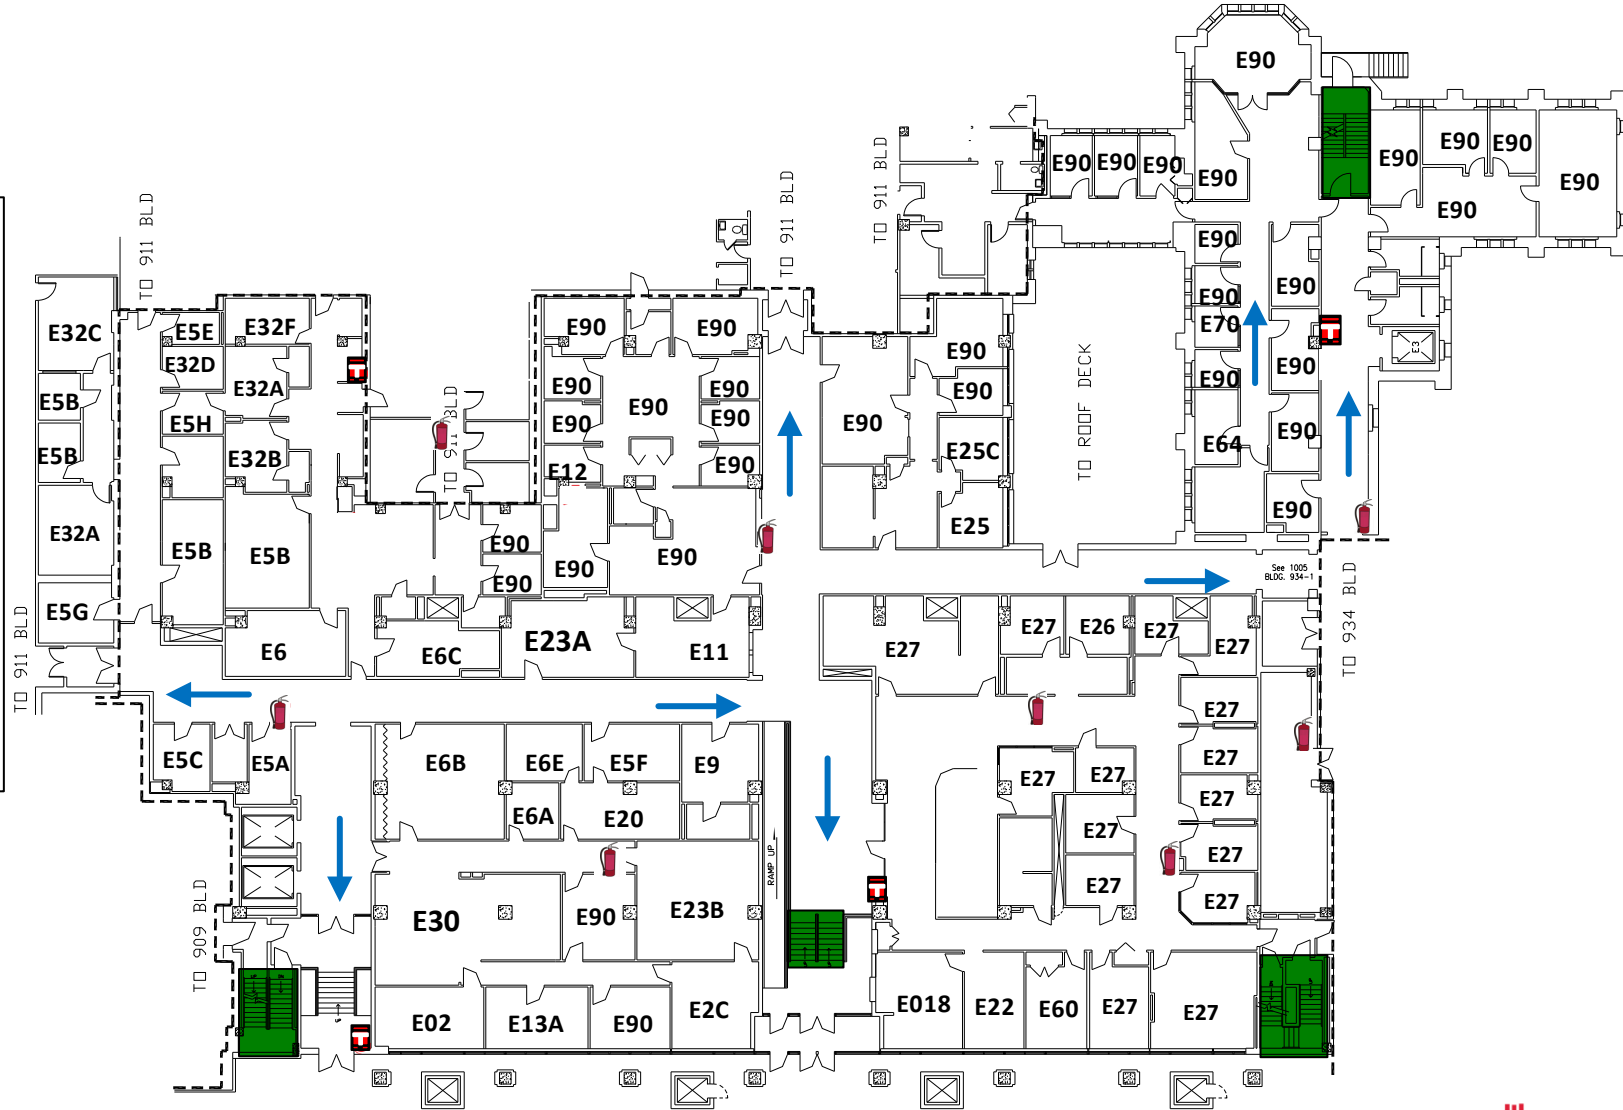 E90
E90 E90 E90
E90 E90 E90 E90
E90 E90
E90
TO 911 BLD
TO 911 BLD
TO 911 BLD
E90
E90
E90
E70
E32C
E5E
E32F
E90
E90
E90
E90
E90
E3
E32D
E32A
E90
E90
E90
E90
E5B
E5H
E90
E90
E90
E90
TO 911 BLD
TO ROOF DECK
E5B
E32B
E12
E90
E25C
E64
E90
E32A
E5B
E5B
E90
E90
E90
E90
E25
E90
See 1005
BLDG. 934-1
E5G
TO 911 BLD
E6
E6C
E23A
E11
E27
E27
E26
E27
E27
TO 934 BLD
E27
E5C
E5A
E6B
E6E
E5F
E9
E27
E27
E27
E27
E6A
E20
E27
E27
RAMP UP
E27
E27
TO 909 BLD
E30
E90
E23B
E27
E02
E13A
E90
E2C
E018
E22
E60
E27
E27